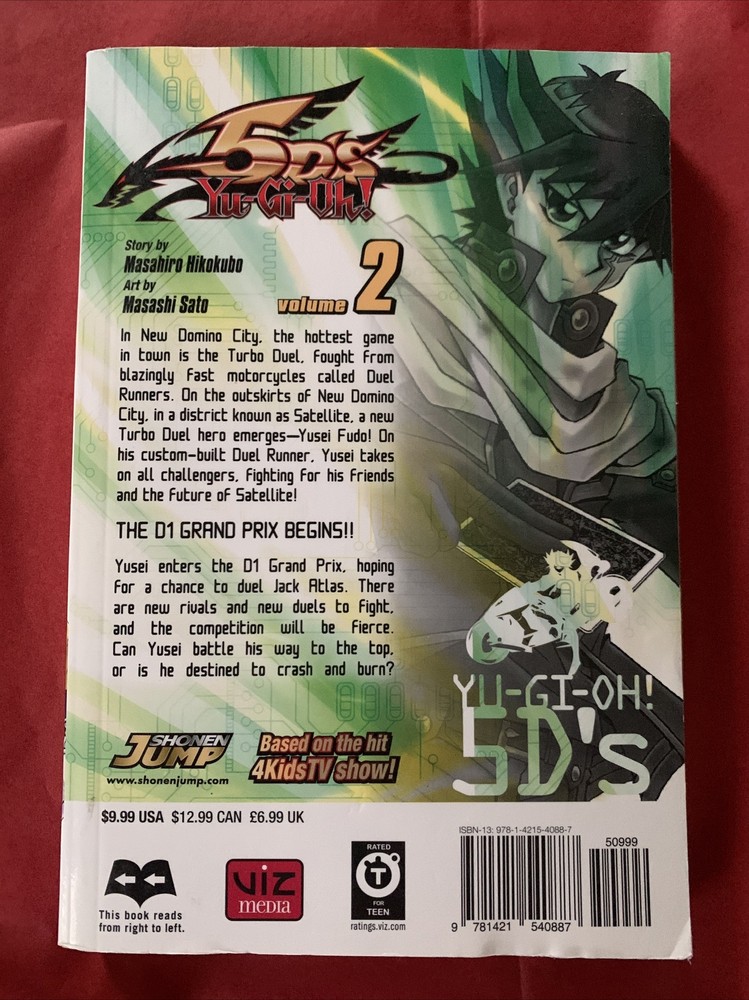 5D's
Yu-Gi-Oh!
Story by
Masahiro Hikokubo
Art by
Masashi Sato
volume 2
In New Domino City, the hottest game
in town is the Turbo Duel, fought from
blazingly fast motorcycles called Duel
Runners. On the outskirts of New Domino
City, in a district known as Satellite, a new
Turbo Duel hero emerges—Yusei Fudo! On
his custom-built Duel Runner, Yusei takes
on all challengers, fighting for his friends
and the future of Satellite!
THE D1 GRAND PRIX BEGINS!!
Yusei enters the D1 Grand Prix, hoping
for a chance to duel Jack Atlas. There
are new rivals and new duels to fight,
and the competition will be fierce.
Can Yusei battle his way to the top,
or is he destined to crash and burn?
YU-GI-OH!
5D's
SHONEN
JUMP
www.shonenjump.com
Based on the hit
4KidsTV show!
$9.99 USA $12.99 CAN £6.99 UK
This book reads
from right to left.
VIZ
MEDIA
RATED
T
FOR
TEEN
ratings.viz.com
ISBN-13: 978-1-4215-4088-7
50999
9 781421 540887